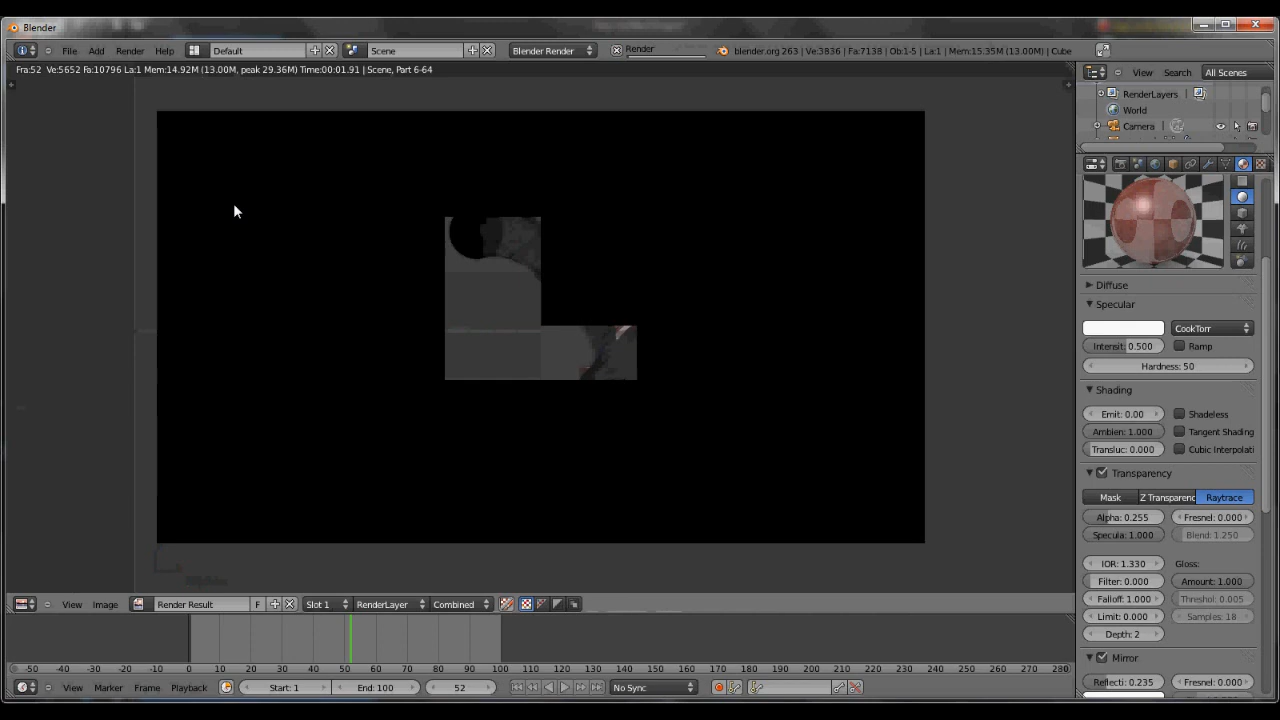 Blender
File Add Render Help Default Scene Blender Render Render blender.org 263 | Ve:3836 | Fa:7138 | Ob:1-5 | La:1 | Mem:15.35M (13.00M) | Cube
Fra:52 Ve:5652 Fa:10796 La:1 Mem:14.92M (13.00M, peak 29.36M) Time:00:01.91 | Scene, Part 6-64
View Search All Scenes
RenderLayers
World
Camera
Diffuse
Specular
CookTorr
Intensit: 0.500 Ramp
Hardness: 50
Shading
Emit: 0.00 Shadeless
Ambien: 1.000 Tangent Shading
Transluc: 0.000 Cubic Interpolati
Transparency
Mask Z Transparenc Raytrace
Alpha: 0.255 Fresnel: 0.000
Specula: 1.000 Blend: 1.250
IOR: 1.330 Gloss:
Filter: 0.000 Amount: 1.000
Falloff: 1.000 Threshol: 0.005
Limit: 0.000 Samples: 18
Depth: 2
Mirror
Reflecti: 0.235 Fresnel: 0.000
View Image Render Result F Slot 1 RenderLayer Combined
-50 -40 -30 -20 -10 0 10 20 30 40 50 60 70 80 90 100 110 120 130 140 150 160 170 180 190 200 210 220 230 240 250 260 270 280
View Marker Frame Playback Start: 1 End: 100 52 No Sync